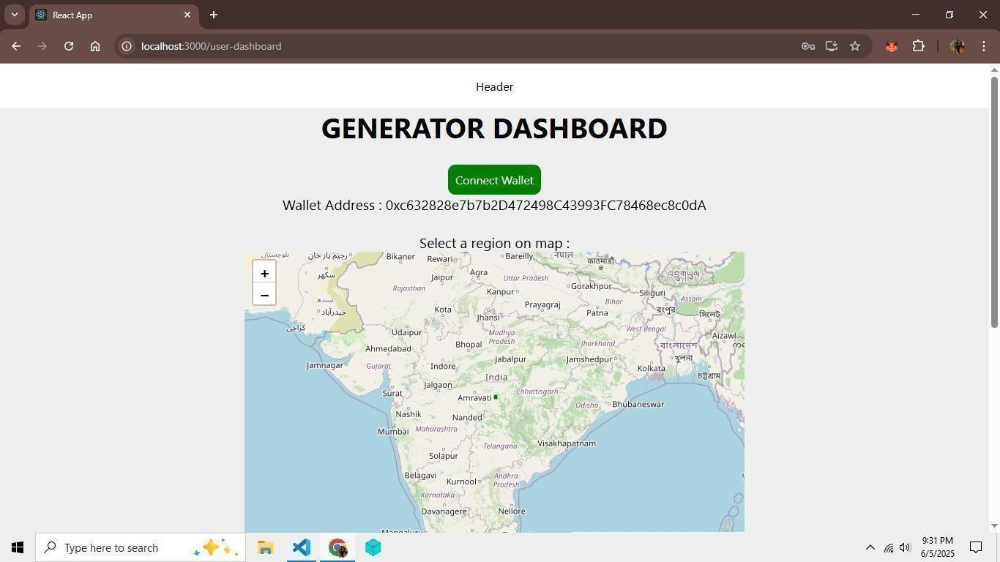 React App
localhost:3000/user-dashboard
Header
GENERATOR DASHBOARD
Connect Wallet
Wallet Address : 0xc632828e7b7b2D472498C43993FC78468ec8c0dA
Select a region on map :
+
−
بلوچستان
رحیم یار خان
Bikaner
Rewari
Bareilly
नेपाल
काठमाडौं
Jaipur
Agra
Uttar Pradesh
Gorakhpur
འབྲུགཡུལ
سکھر
Rajasthan
Kanpur
Siliguri
Assam
سندھ
Prayagraj
Bihar
حیدرآباد
Kota
Jhansi
Patna
রংপুর
সিলেট
کراچی
Udaipur
Madhya
Pradesh
West Bengal
Aizawl
Ahmedabad
Bhopal
Jharkhand
বাংলাদেশ
Jamnagar
Gujarat
Indore
Jabalpur
Jamshedpur
Kolkata
খুলনা
India
চট্টগ্রাম
Surat
Jalgaon
Amravati
Chhattisgarh
Odisha
Bhubaneswar
Nashik
Nanded
Mumbai
Maharashtra
Telangana
Visakhapatnam
Solapur
Belagavi
Kurnool
Andhra
Pradesh
Karnataka
Davanagere
Nellore
Mangaluru
Type here to search
9:31 PM
6/5/2025